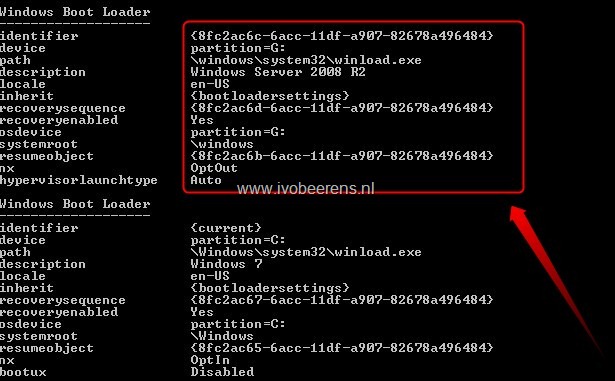 Windows Boot Loader
-------------------
identifier {8fc2ac6c-6acc-11df-a907-82678a496484}
device partition=G:
path \windows\system32\winload.exe
description Windows Server 2008 R2
locale en-US
inherit {bootloadersettings}
recoverysequence {8fc2ac6d-6acc-11df-a907-82678a496484}
recoveryenabled Yes
osdevice partition=G:
systemroot \windows
resumeobject {8fc2ac6b-6acc-11df-a907-82678a496484}
nx OptOut
hypervisorlaunchtype Auto
www.ivobeerens.nl
Windows Boot Loader
-------------------
identifier {current}
device partition=C:
path \Windows\system32\winload.exe
description Windows 7
locale en-US
inherit {bootloadersettings}
recoverysequence {8fc2ac67-6acc-11df-a907-82678a496484}
recoveryenabled Yes
osdevice partition=C:
systemroot \Windows
resumeobject {8fc2ac65-6acc-11df-a907-82678a496484}
nx OptIn
bootux Disabled